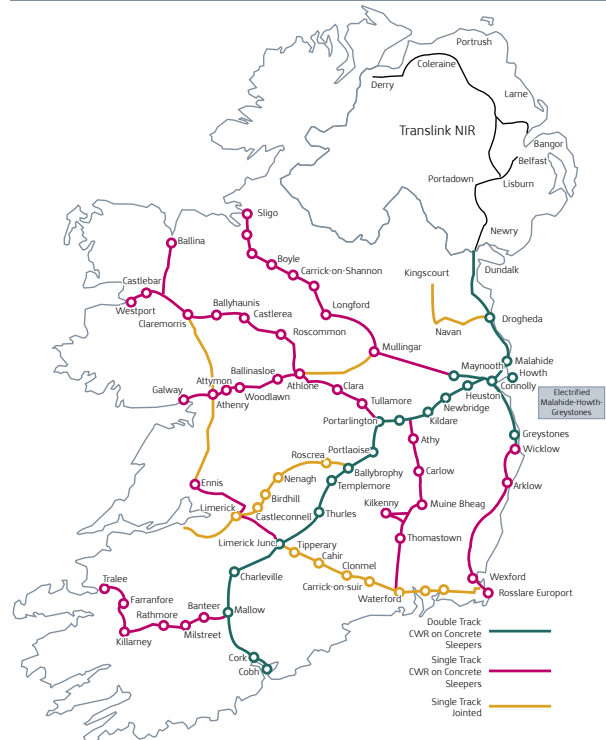 Portrush
Coleraine
Derry
Larne
Translink NIR
Bangor
Belfast
Portadown
Lisburn
Newry
Sligo
Ballina
Dundalk
Boyle
Kingscourt
Carrick-on-Shannon
Castlebar
Westport
Ballyhaunis
Longford
Claremorris
Castlerea
Drogheda
Navan
Roscommon
Mullingar
Malahide
Maynooth
Howth
Ballinasloe
Attymon
Athlone
Clara
Connolly
Heuston
Electrified
Malahide-Howth-
Greystones
Galway
Woodlawn
Athenry
Tullamore
Newbridge
Kildare
Portarlington
Greystones
Athy
Wicklow
Portlaoise
Roscrea
Ballybrophy
Carlow
Nenagh
Templemore
Ennis
Arklow
Birdhill
Kilkenny
Muine Bheag
Limerick
Castleconnell
Thurles
Thomastown
Limerick Junc.
Tipperary
Cahir
Clonmel
Charleville
Carrick-on-suir
Wexford
Tralee
Waterford
Rosslare Europort
Farranfore
Banteer
Rathmore
Mallow
Milstreet
Killarney
Double Track
CWR on Concrete
Sleepers
Cork
Cobh
Single Track
CWR on Concrete
Sleepers
Single Track
Jointed